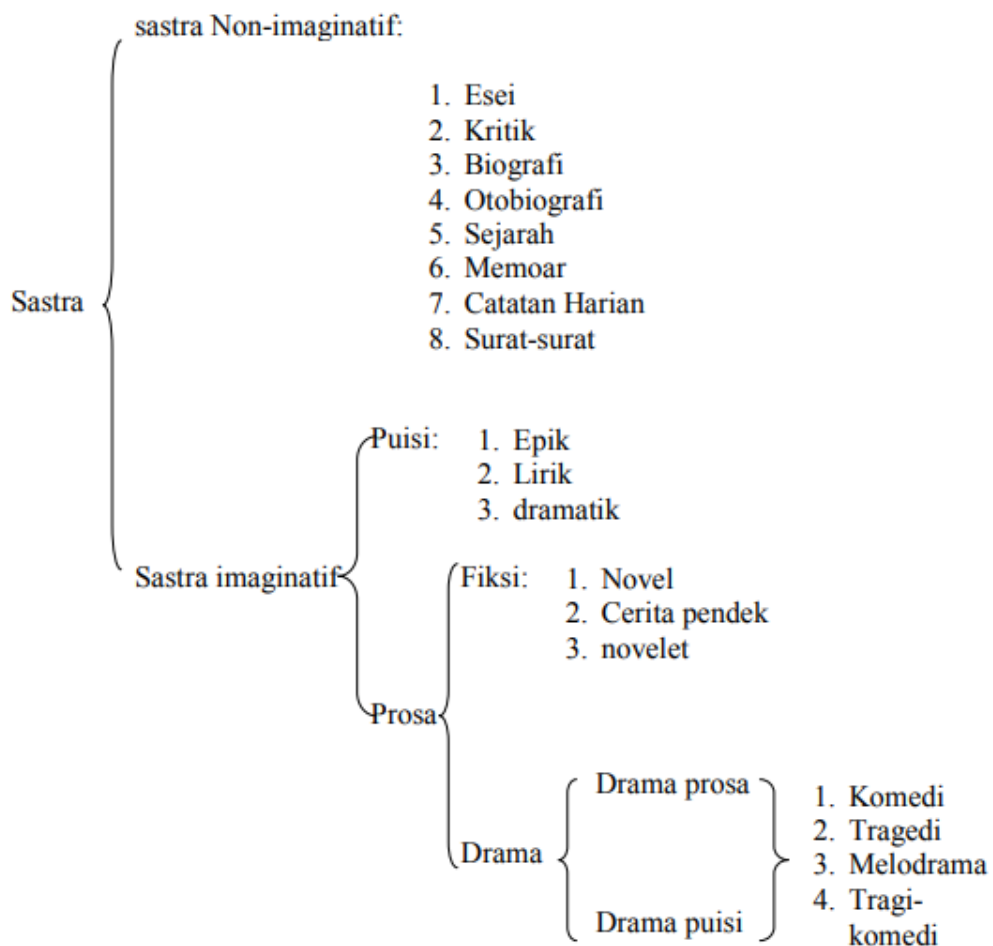 sastra Non-imaginatif:
1. Esei
2. Kritik
3. Biografi
4. Otobiografi
5. Sejarah
6. Memoar
7. Catatan Harian
8. Surat-surat
Sastra
Puisi:
1. Epik
2. Lirik
3. dramatik
Sastra imaginatif
Fiksi:
1. Novel
2. Cerita pendek
3. novelet
Prosa
Drama
Drama prosa
Drama puisi
1. Komedi
2. Tragedi
3. Melodrama
4. Tragi-
komedi